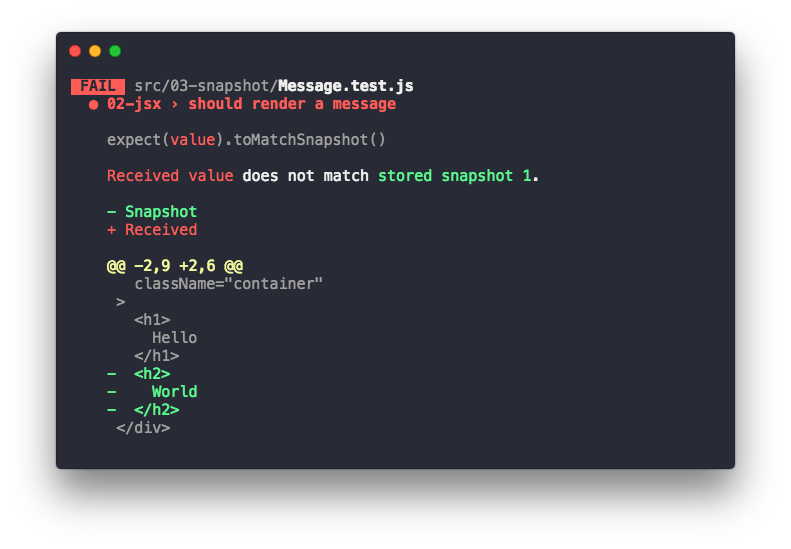 FAIL src/03-snapshot/Message.test.js
● 02-jsx › should render a message
expect(value).toMatchSnapshot()
Received value does not match stored snapshot 1.
- Snapshot
+ Received
@@ -2,9 +2,6 @@
className="container"
>
<h1>
Hello
</h1>
- <h2>
- World
- </h2>
</div>